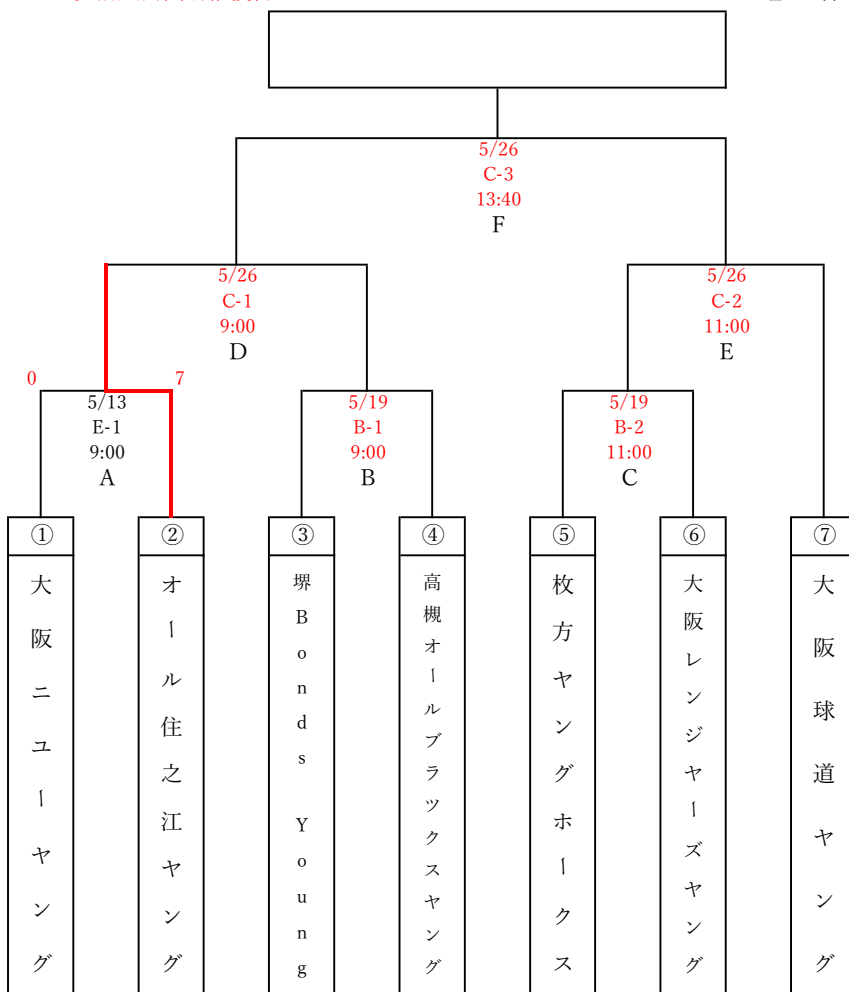 5/26
C-3
13:40
F
5/26
C-1
9:00
D
5/26
C-2
11:00
E
0
7
5/13
E-1
9:00
A
5/19
B-1
9:00
B
5/19
B-2
11:00
C
①
②
③
④
⑤
⑥
⑦
大阪ニューヤング
オール住之江ヤング
堺Bonds Young
高槻オールブラックスヤング
枚方ヤングホークス
大阪レンジャーズヤング
大阪球道ヤング